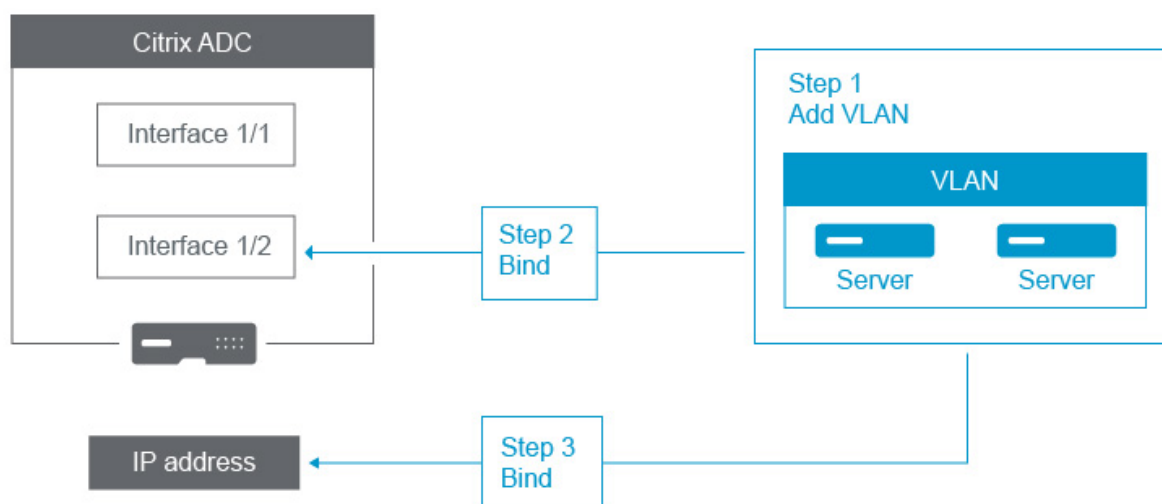 Citrix ADC
Interface 1/1
Interface 1/2
Step 1
Add VLAN
VLAN
Server
Server
Step 2
Bind
IP address
Step 3
Bind